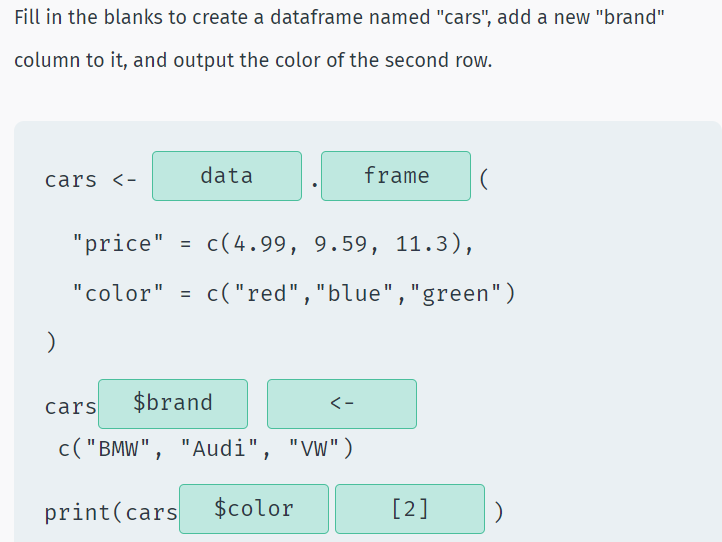 Fill in the blanks to create a dataframe named "cars", add a new "brand"
column to it, and output the color of the second row.
cars <- data . frame (
"price" = c(4.99, 9.59, 11.3),
"color" = c("red","blue","green")
)
cars $brand <-
c("BMW", "Audi", "VW")
print(cars $color [2] )